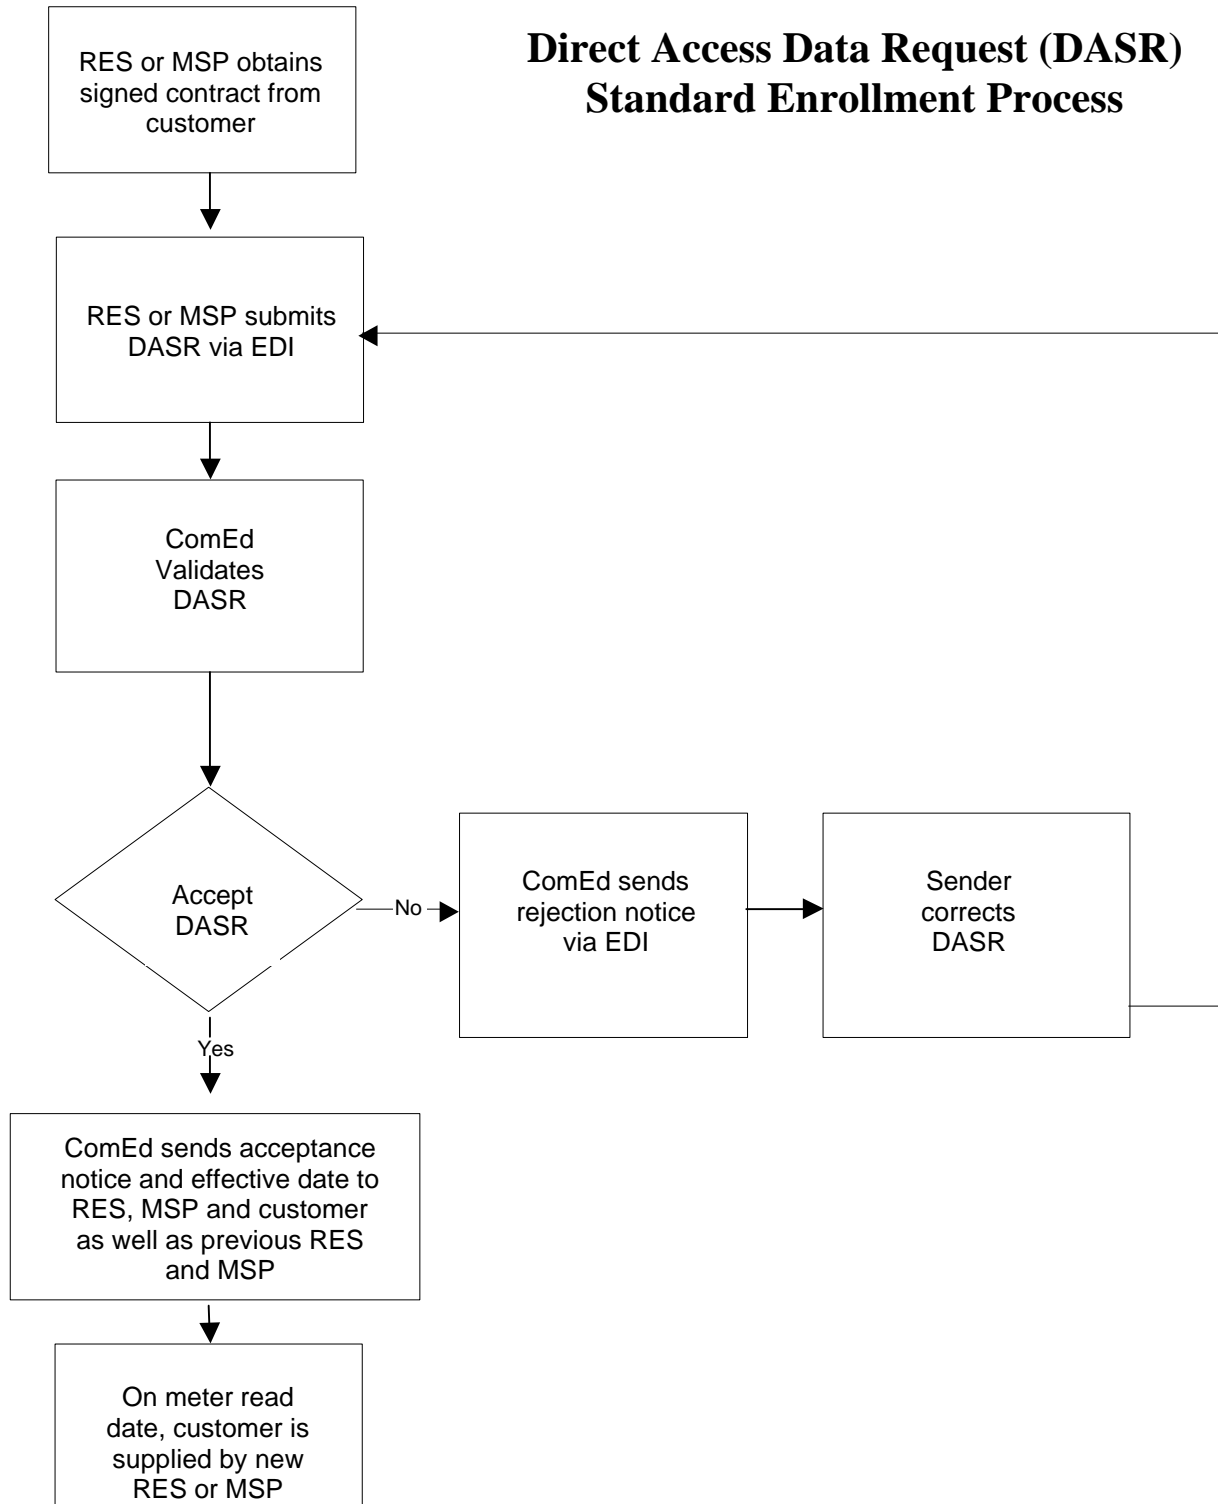 Direct Access Data Request (DASR)
Standard Enrollment Process
RES or MSP obtains
signed contract from
customer
RES or MSP submits
DASR via EDI
ComEd
Validates
DASR
Accept
DASR
No
ComEd sends
rejection notice
via EDI
Sender
corrects
DASR
Yes
ComEd sends acceptance
notice and effective date to
RES, MSP and customer
as well as previous RES
and MSP
On meter read
date, customer is
supplied by new
RES or MSP